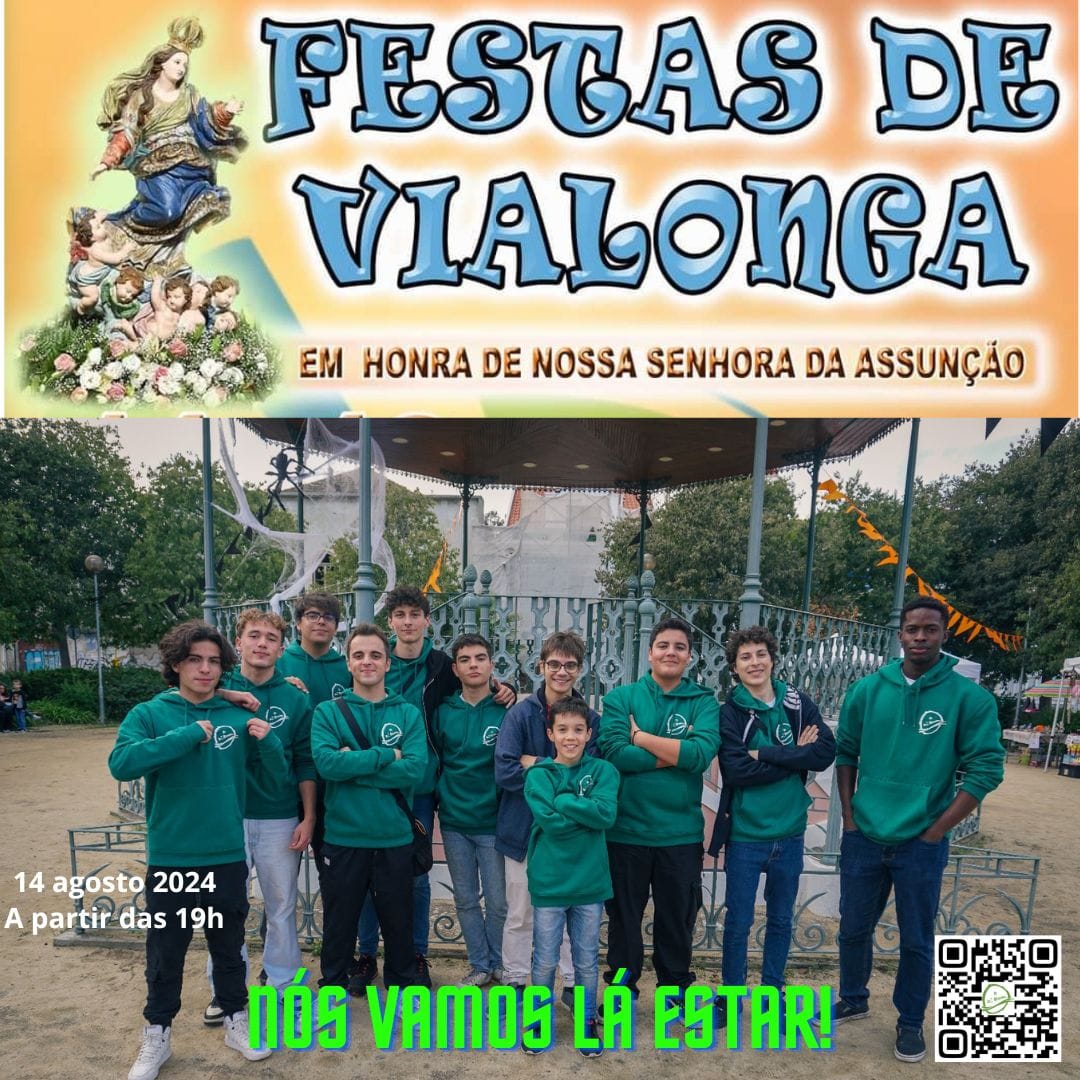 FESTAS DE
VIALONGA
EM HONRA DE NOSSA SENHORA DA ASSUNÇÃO
14 agosto 2024
A partir das 19h
NÓS VAMOS LÁ ESTAR!